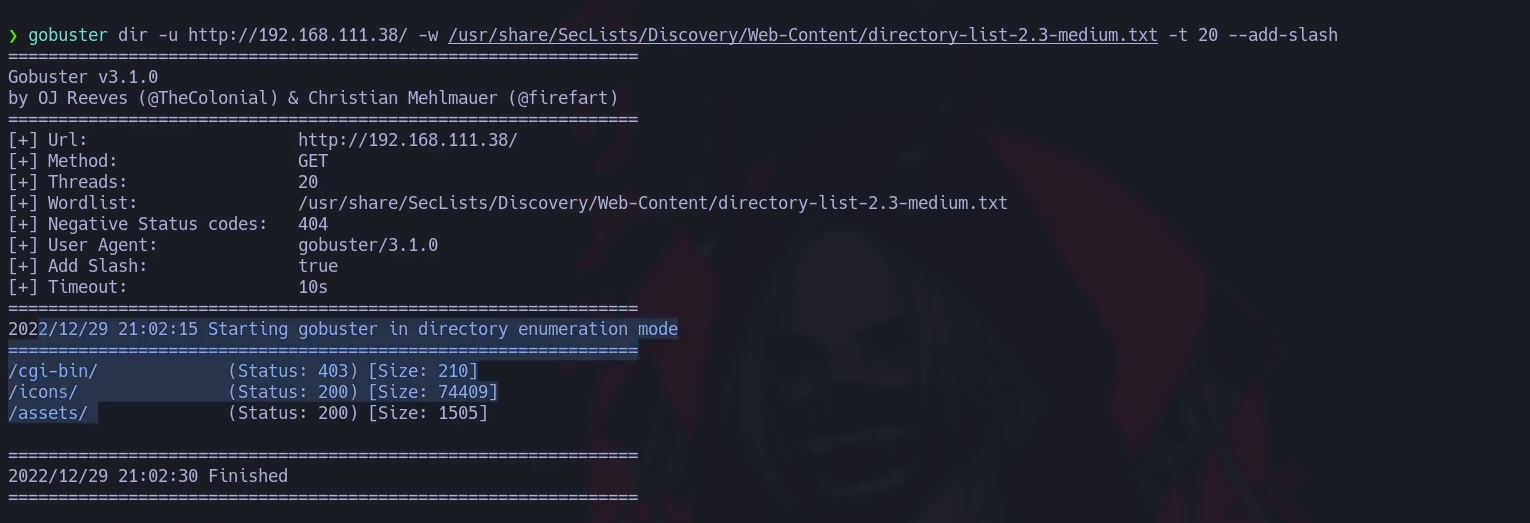 ❯ gobuster dir -u http://192.168.111.38/ -w /usr/share/SecLists/Discovery/Web-Content/directory-list-2.3-medium.txt -t 20 --add-slash
===============================================================
Gobuster v3.1.0
by OJ Reeves (@TheColonial) & Christian Mehlmauer (@firefart)
===============================================================
[+] Url:                     http://192.168.111.38/
[+] Method:                  GET
[+] Threads:                 20
[+] Wordlist:                /usr/share/SecLists/Discovery/Web-Content/directory-list-2.3-medium.txt
[+] Negative Status codes:   404
[+] User Agent:              gobuster/3.1.0
[+] Add Slash:               true
[+] Timeout:                 10s
===============================================================
2022/12/29 21:02:15 Starting gobuster in directory enumeration mode
===============================================================
/cgi-bin/             (Status: 403) [Size: 210]
/icons/               (Status: 200) [Size: 74409]
/assets/              (Status: 200) [Size: 1505]
===============================================================
2022/12/29 21:02:30 Finished
===============================================================